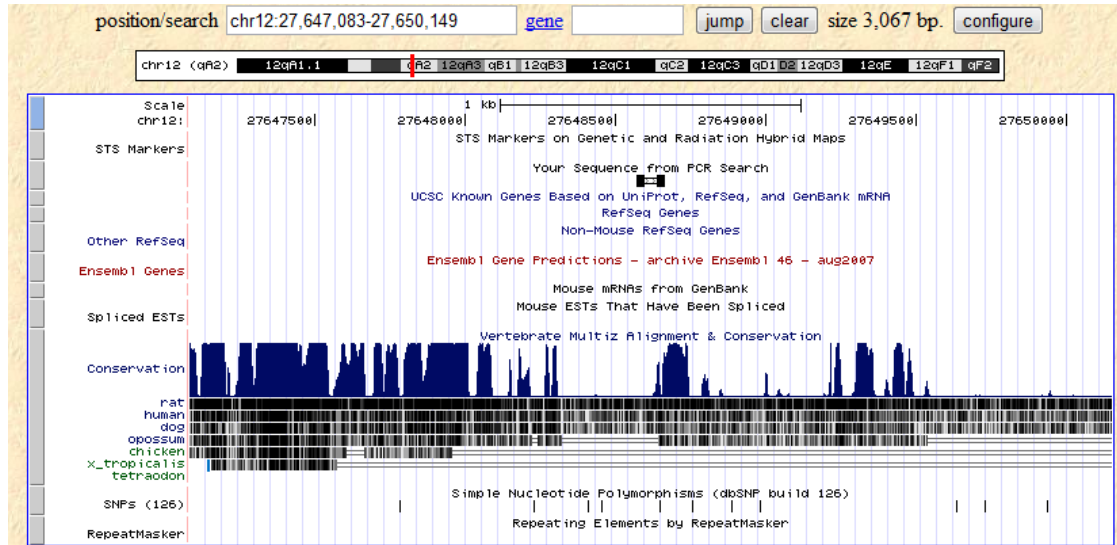 position/search chr12:27,647,083-27,650,149 gene jump clear size 3,067 bp. configure
chr12 (qA2) 12qA1.1 qA2 12qA3 qB1 12qB3 12qC1 qC2 12qC3 qD1 D2 12qD3 12qE 12qF1 qF2
Scale 1 kb
chr12: 27647500| 27648000| 27648500| 27649000| 27649500| 27650000|
STS Markers on Genetic and Radiation Hybrid Maps
STS Markers
Your Sequence from PCR Search
UCSC Known Genes Based on UniProt, RefSeq, and GenBank mRNA
RefSeq Genes
Non-Mouse RefSeq Genes
Other RefSeq
Ensembl Gene Predictions - archive Ensembl 46 - aug2007
Ensembl Genes
Mouse mRNAs from GenBank
Mouse ESTs That Have Been Spliced
Spliced ESTs
Vertebrate Multiz Alignment & Conservation
Conservation
rat
human
dog
opossum
chicken
x_tropicalis
tetraodon
Simple Nucleotide Polymorphisms (dbSNP build 126)
SNPs (126)
Repeating Elements by RepeatMasker
RepeatMasker